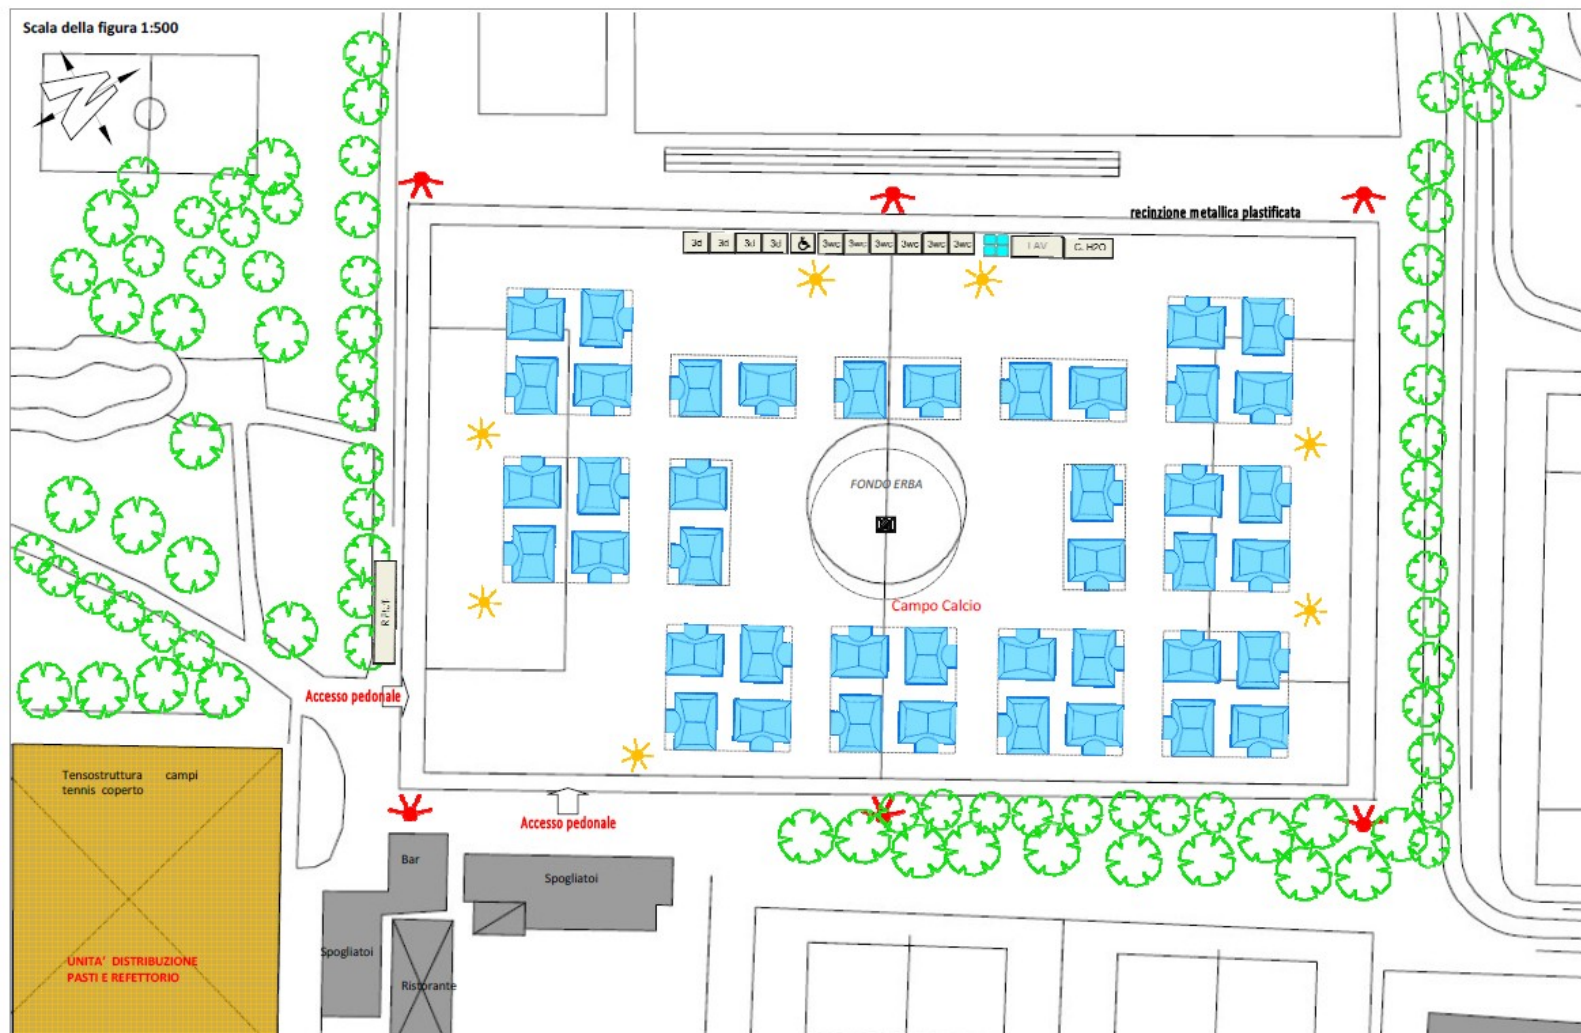 Scala della figura 1:500
recinzione metallica plastificata
3d
3d
3d
3d
3wc
3wc
3wc
3wc
3wc
3wc
LAV
C. H2O
FONDO ERBA
Campo Calcio
Accesso pedonale
Accesso pedonale
Tensostruttura campi
tennis coperto
UNITA' DISTRIBUZIONE
PASTI E REFETTORIO
Bar
Spogliatoi
Spogliatoi
Ristorante